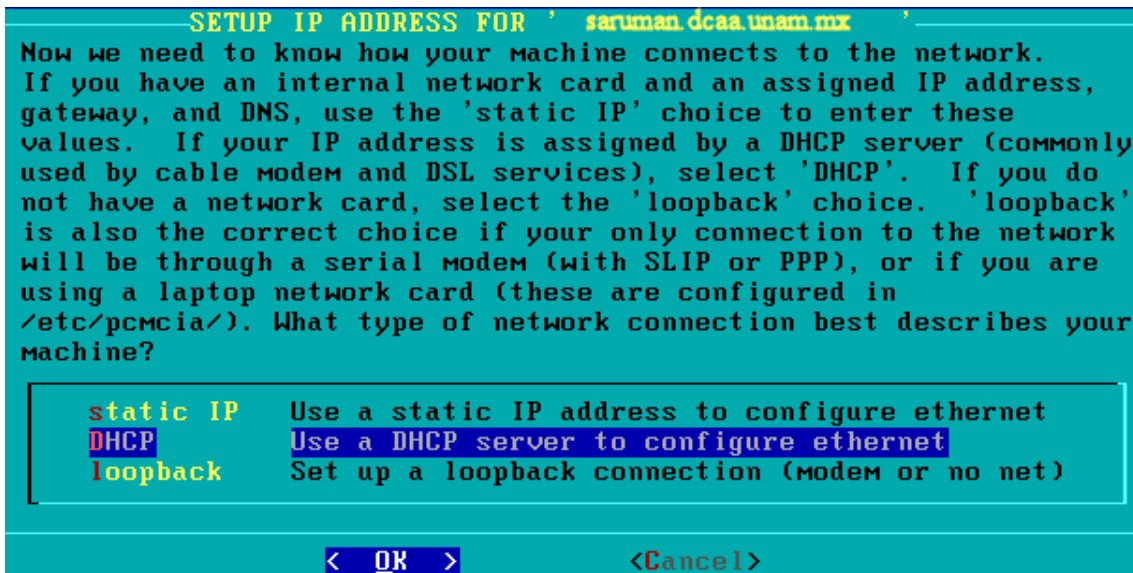 SETUP IP ADDRESS FOR ' saruman.dcaa.unam.mx '
Now we need to know how your machine connects to the network.
If you have an internal network card and an assigned IP address,
gateway, and DNS, use the 'static IP' choice to enter these
values. If your IP address is assigned by a DHCP server (commonly
used by cable modem and DSL services), select 'DHCP'. If you do
not have a network card, select the 'loopback' choice. 'loopback'
is also the correct choice if your only connection to the network
will be through a serial modem (with SLIP or PPP), or if you are
using a laptop network card (these are configured in
/etc/pcmcia/). What type of network connection best describes your
machine?
static IP Use a static IP address to configure ethernet
DHCP Use a DHCP server to configure ethernet
loopback Set up a loopback connection (modem or no net)
< OK > <Cancel>